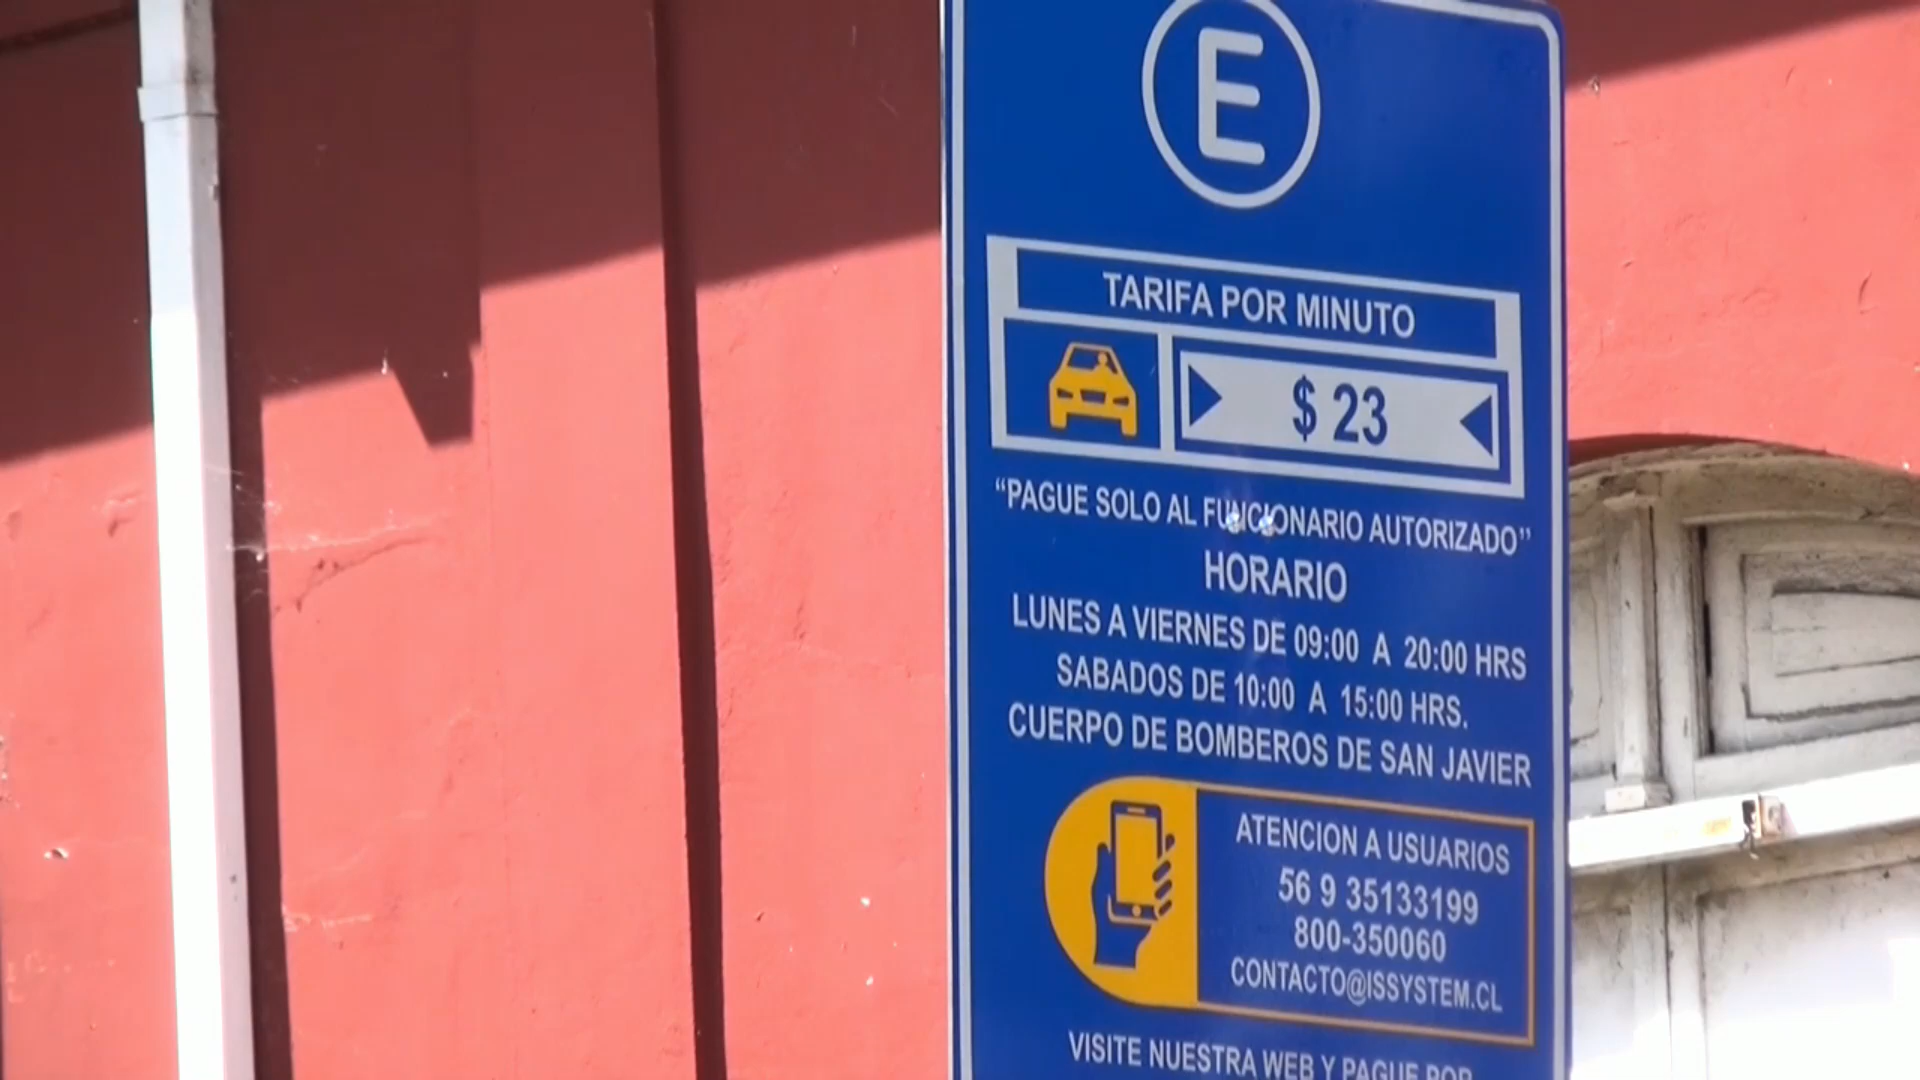 E
TARIFA POR MINUTO
$ 23
“PAGUE SOLO AL FUNCIONARIO AUTORIZADO”
HORARIO
LUNES A VIERNES DE 09:00 A 20:00 HRS
SABADOS DE 10:00 A 15:00 HRS.
CUERPO DE BOMBEROS DE SAN JAVIER
ATENCION A USUARIOS
56 9 35133199
800-350060
CONTACTO@ISSYSTEM.CL
VISITE NUESTRA WEB Y PAGUE POR